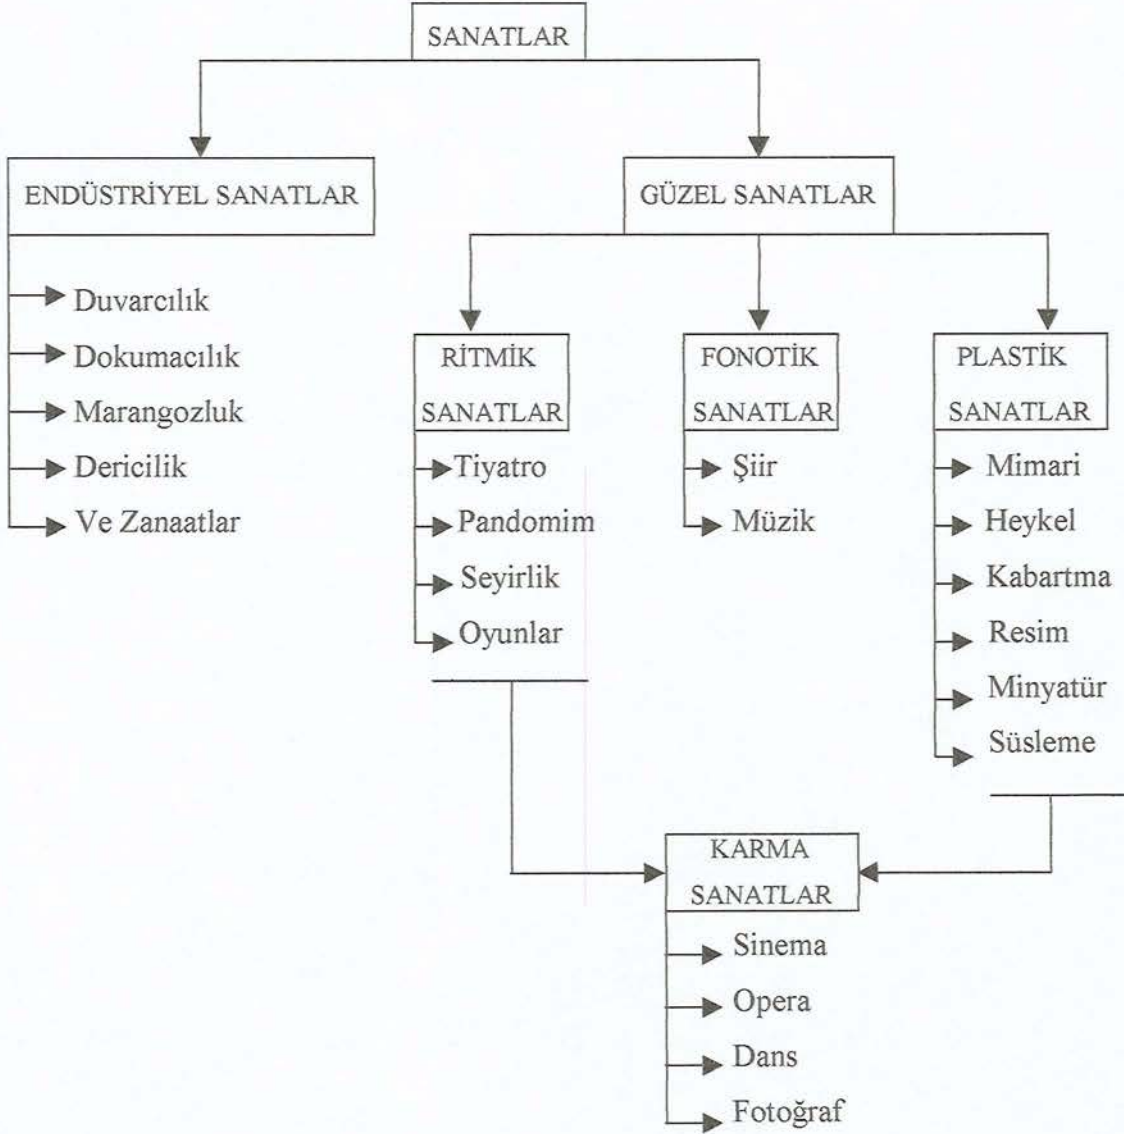 SANATLAR
ENDÜSTRİYEL SANATLAR
Duvarcılık
Dokumacılık
Marangozluk
Dericilik
Ve Zanaatlar
GÜZEL SANATLAR
RİTMİK
SANATLAR
Tiyatro
Pandomim
Seyirlik
Oyunlar
FONOTİK
SANATLAR
Şiir
Müzik
PLASTİK
SANATLAR
Mimari
Heykel
Kabartma
Resim
Minyatür
Süsleme
KARMA
SANATLAR
Sinema
Opera
Dans
Fotoğraf